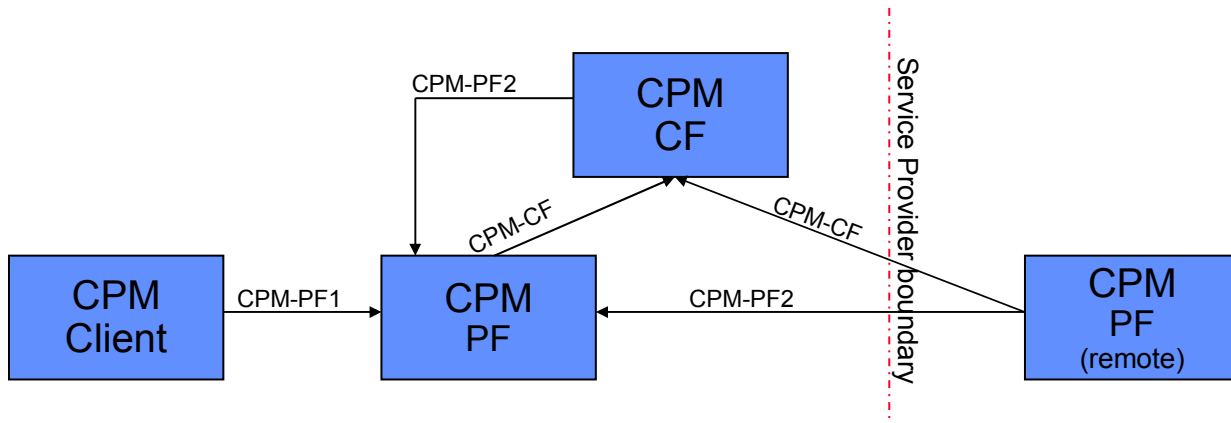 CPM-PF2
CPM
CF
Service Provider boundary
CPM-CF
CPM-CF
CPM
Client
CPM-PF1
CPM
PF
CPM-PF2
CPM
PF
(remote)